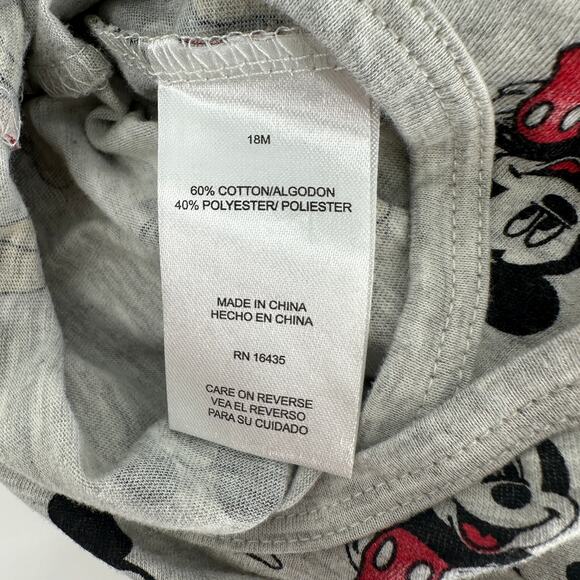 18M
60% COTTON/ALGODON
40% POLYESTER/ POLIESTER
MADE IN CHINA
HECHO EN CHINA
RN 16435
CARE ON REVERSE
VEA EL REVERSO
PARA SU CUIDADO